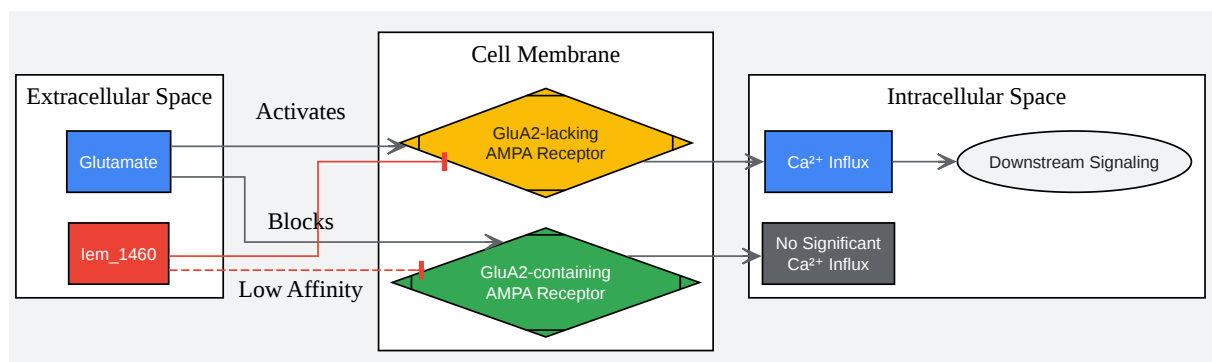 Cell Membrane
Extracellular Space
Intracellular Space
Activates
Glutamate
GluA2-lacking
AMPA Receptor
Ca²⁺ Influx
Downstream Signaling
Blocks
Iem_1460
Low Affinity
GluA2-containing
AMPA Receptor
No Significant
Ca²⁺ Influx